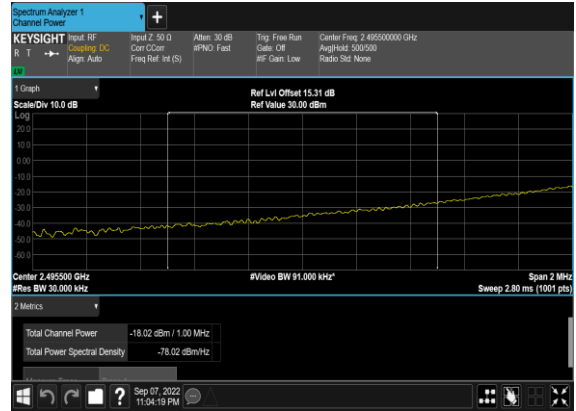 Spectrum Analyzer 1
Channel Power
KEYSIGHT Input: RF Input Z: 50 Ω Atten: 30 dB Trig: Free Run Center Freq: 2.495500000 GHz
R T Coupling: DC Corr CCorr #PNO: Fast Gate: Off Avg|Hold: 500/500
Align: Auto Freq Ref: Int (S) #IF Gain: Low Radio Std: None
1 Graph
Ref Lvl Offset 15.31 dB
Scale/Div 10.0 dB Ref Value 30.00 dBm
Log
20.0
10.0
0.00
-10.0
-20.0
-30.0
-40.0
-50.0
-60.0
Center 2.495500 GHz #Video BW 91.000 kHz* Span 2 MHz
#Res BW 30.000 kHz Sweep 2.80 ms (1001 pts)
2 Metrics
Total Channel Power -18.02 dBm / 1.00 MHz
Total Power Spectral Density -78.02 dBm/Hz
?
Sep 07, 2022
11:04:19 PM